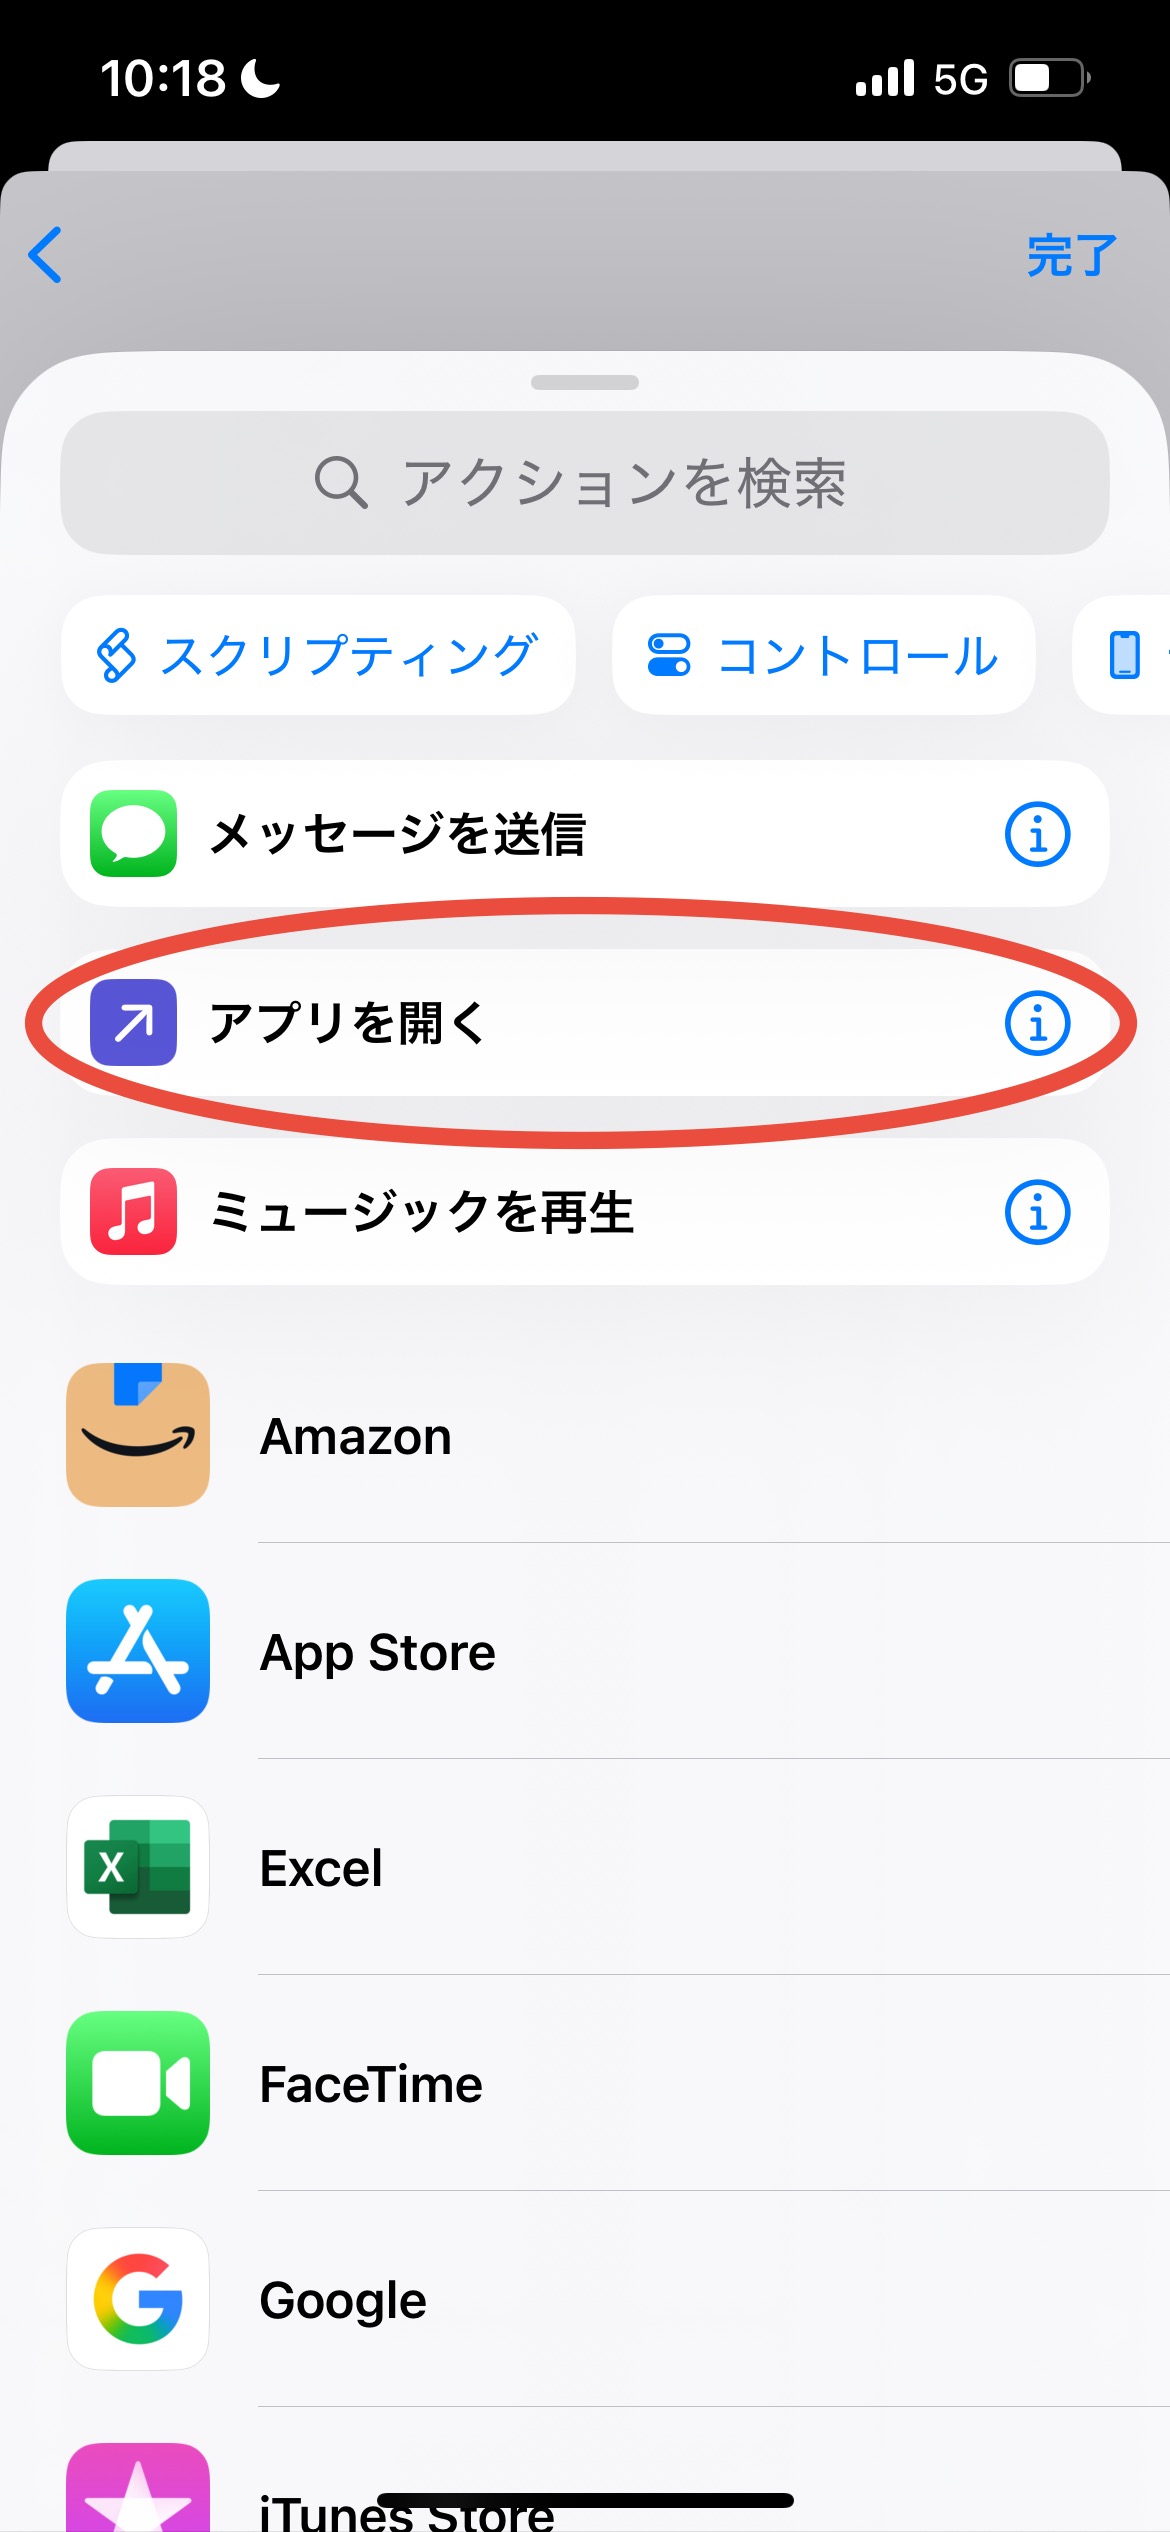 10:18 5G
完了
アクションを検索
スクリプティング コントロール
メッセージを送信
アプリを開く
ミュージックを再生
Amazon
App Store
Excel
FaceTime
Google
iTunes Store